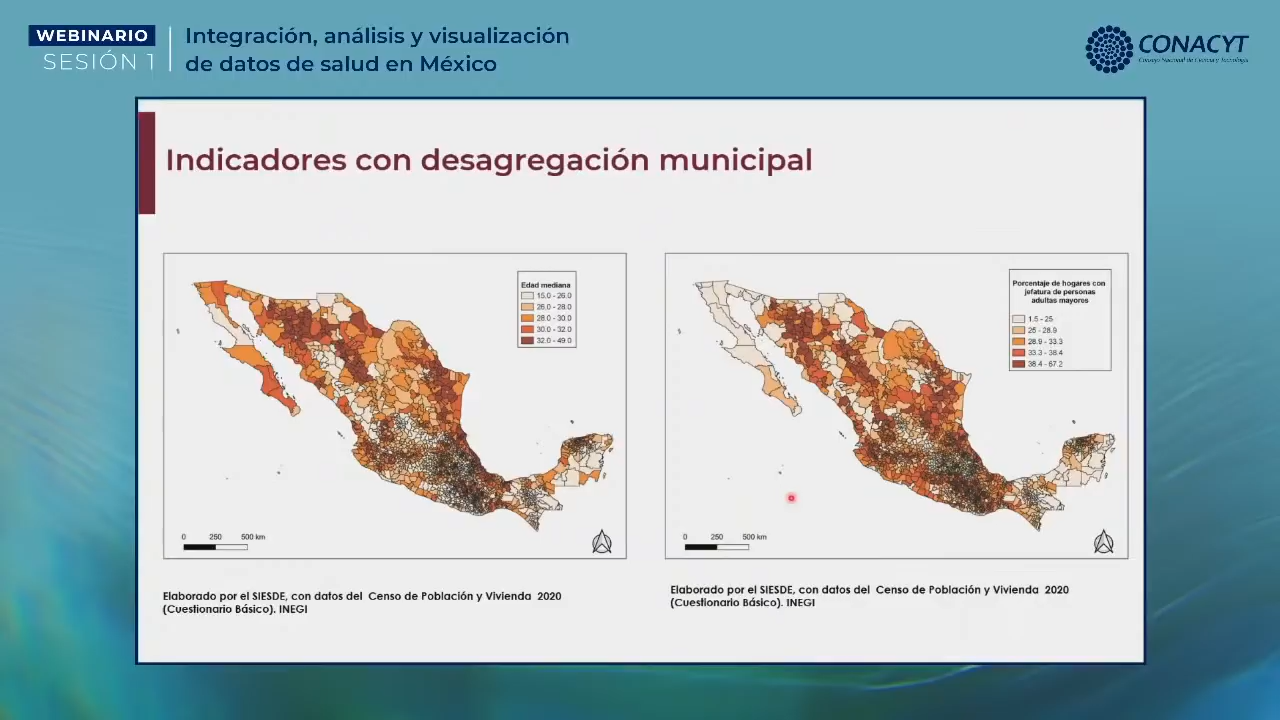 WEBINARIO
SESIÓN 1
Integración, análisis y visualización
de datos de salud en México
CONACYT
Consejo Nacional de Ciencia y Tecnología
Indicadores con desagregación municipal
Edad mediana
15.0 - 26.0
26.0 - 28.0
28.0 - 30.0
30.0 - 32.0
32.0 - 49.0
0 250 500 km
Porcentaje de hogares con
jefatura de personas
adultas mayores
1.5 - 25
25 - 28.9
28.9 - 33.3
33.3 - 38.4
38.4 - 67.2
0 250 500 km
Elaborado por el SIESDE, con datos del Censo de Población y Vivienda 2020
(Cuestionario Básico). INEGI
Elaborado por el SIESDE, con datos del Censo de Población y Vivienda 2020
(Cuestionario Básico). INEGI